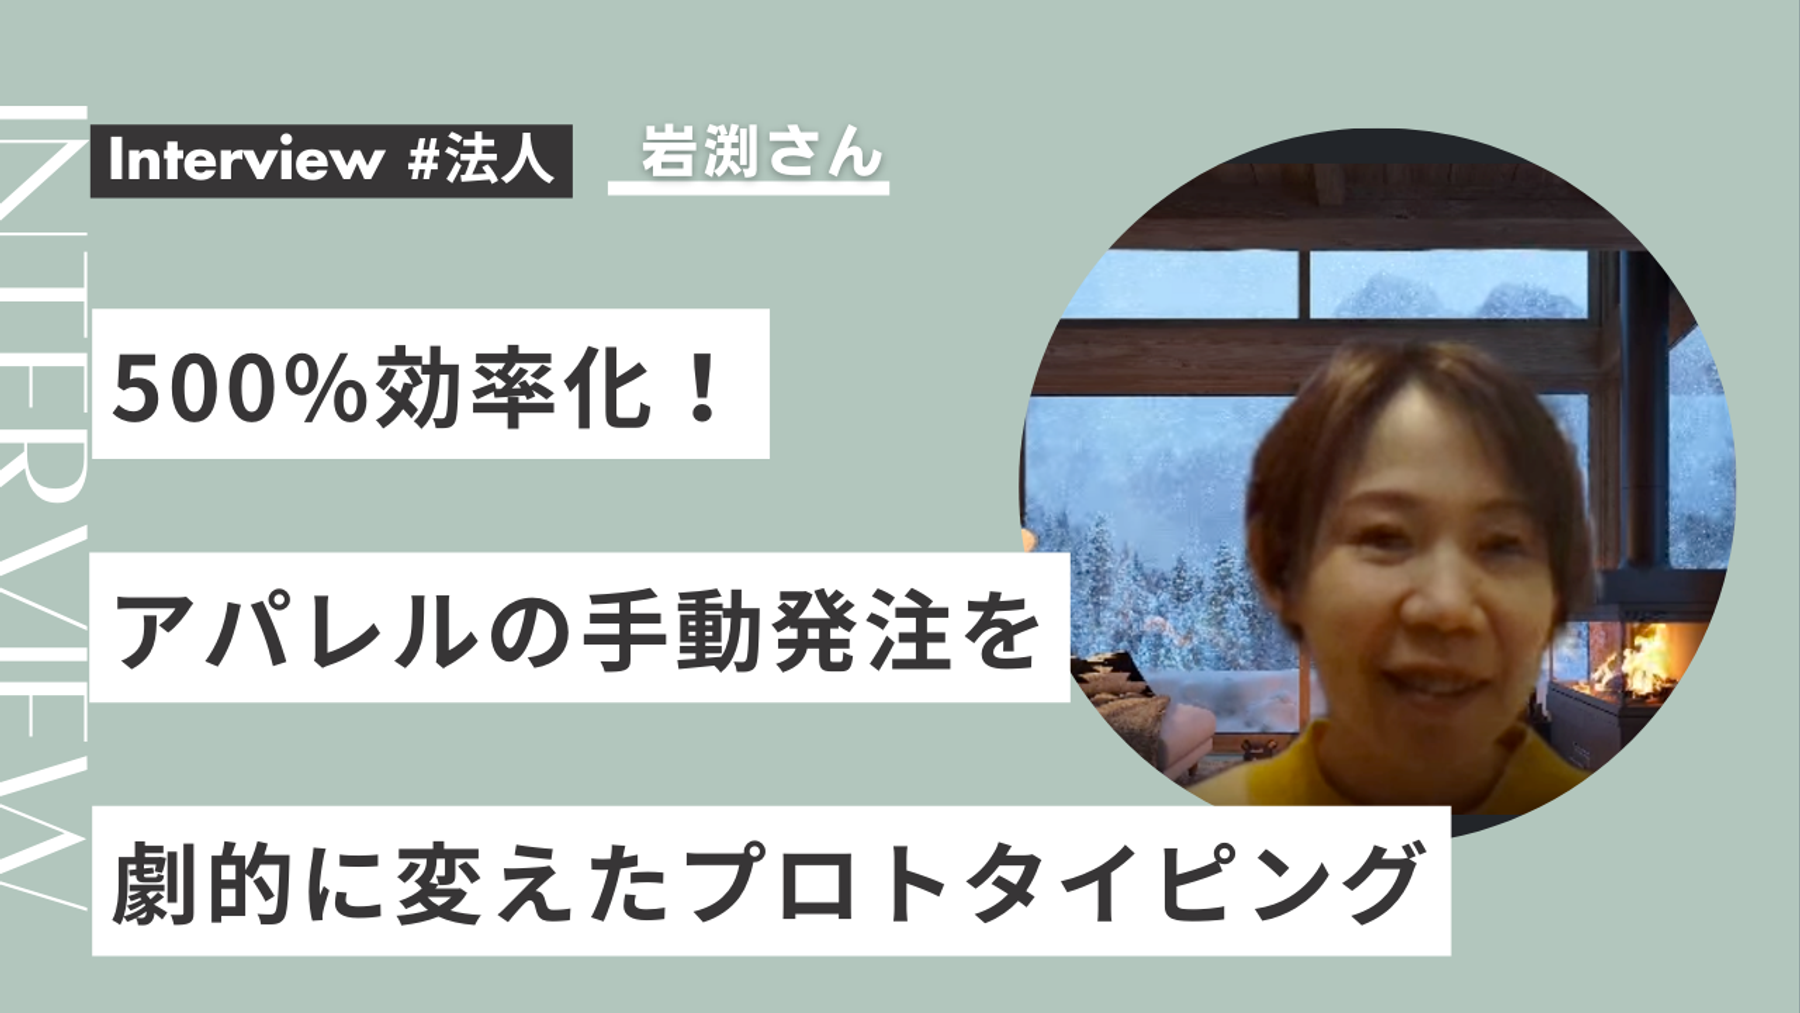 INTERVIEW
Interview #法人
岩渕さん
500%効率化！
アパレルの手動発注を
劇的に変えたプロトタイピング